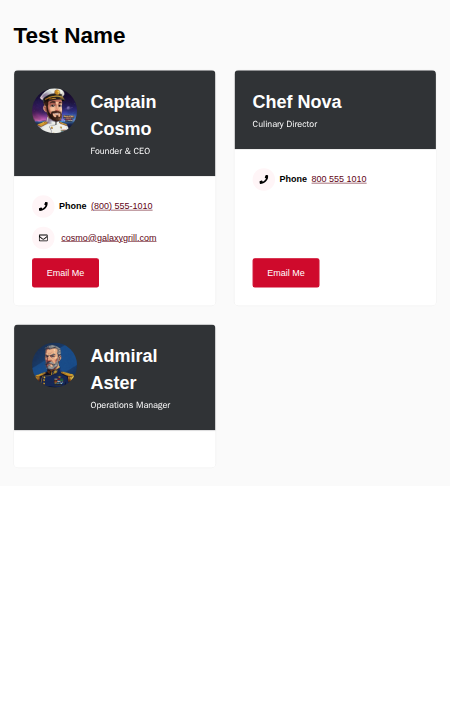 Test Name
Captain
Cosmo
Founder & CEO
Phone (800) 555-1010
cosmo@galaxygrill.com
Email Me
Chef Nova
Culinary Director
Phone 800 555 1010
Email Me
Admiral
Aster
Operations Manager